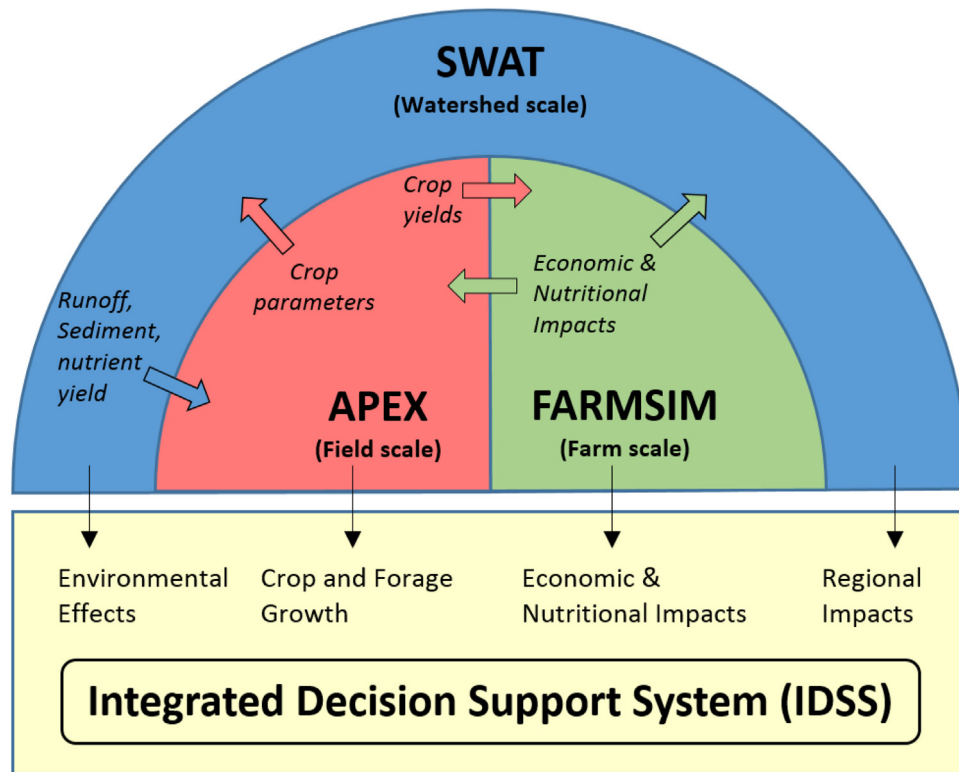 SWAT
(Watershed scale)
Crop
yields
Crop
parameters
Economic &
Nutritional
Impacts
Runoff,
Sediment,
nutrient
yield
APEX
(Field scale)
FARMSIM
(Farm scale)
Environmental
Effects
Crop and Forage
Growth
Economic &
Nutritional Impacts
Regional
Impacts
Integrated Decision Support System (IDSS)